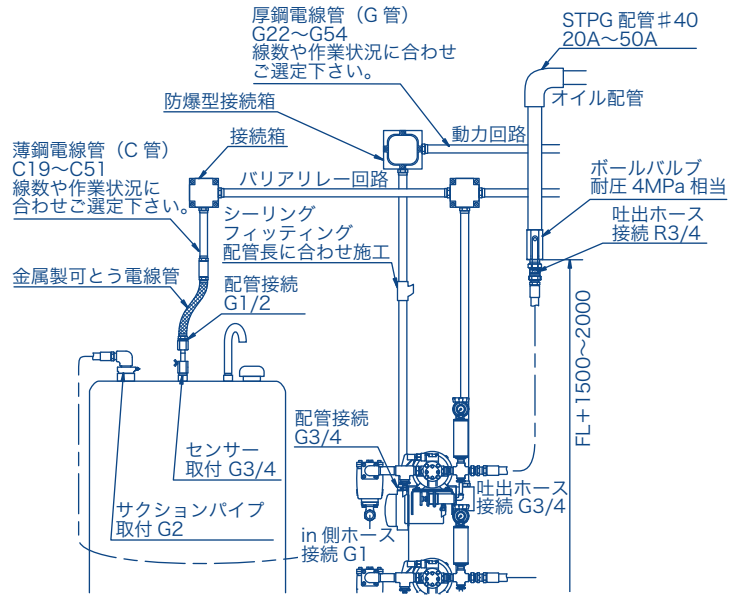 厚鋼電線管（G 管）
G22～G54
線数や作業状況に合わせ
ご選定下さい。
STPG 配管♯40
20A～50A
オイル配管
防爆型接続箱
接続箱
動力回路
薄鋼電線管（C 管）
C19～C51
線数や作業状況に
合わせご選定下さい。
バリアリレー回路
ボールバルブ
耐圧 4MPa 相当
シーリング
フィッティング
配管長に合わせ施工
吐出ホース
接続 R3/4
金属製可とう電線管
配管接続
G1/2
FL＋1500～2000
配管接続
G3/4
センサー
取付 G3/4
吐出ホース
接続 G3/4
サクションパイプ
取付 G2
in 側ホース
接続 G1